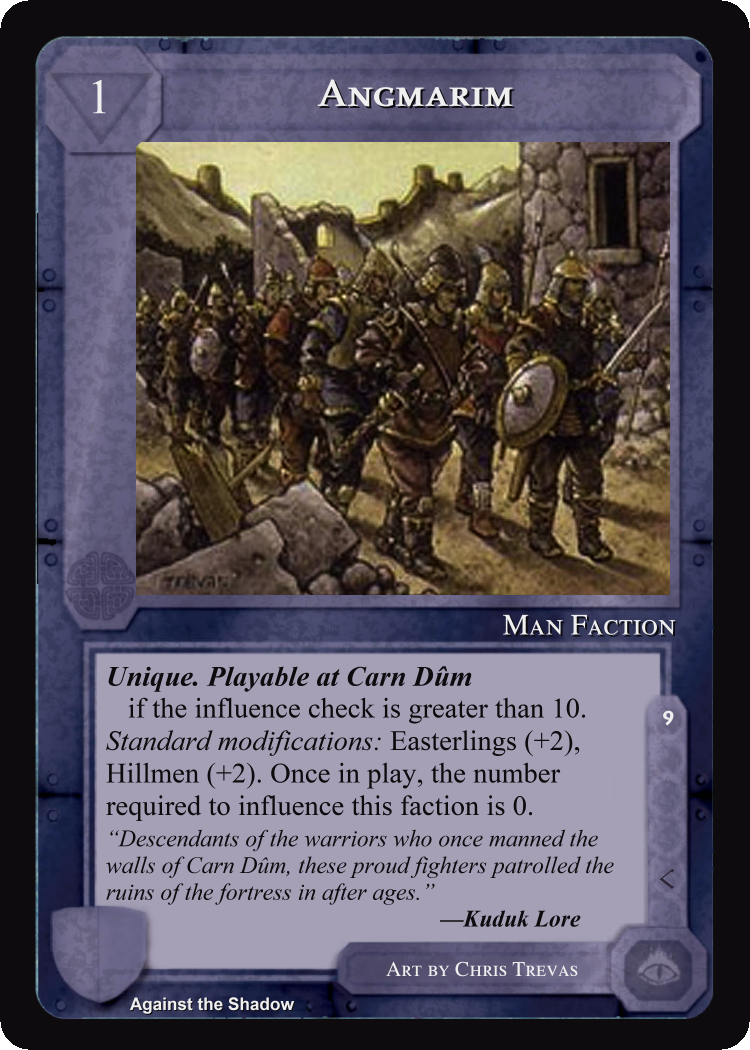 1
ANGMARIM
TREVAS
MAN FACTION
Unique. Playable at Carn Dûm
if the influence check is greater than 10.
Standard modifications: Easterlings (+2),
Hillmen (+2). Once in play, the number
required to influence this faction is 0.
“Descendants of the warriors who once manned the
walls of Carn Dûm, these proud fighters patrolled the
ruins of the fortress in after ages.”
—Kuduk Lore
9
<
ART BY CHRIS TREVAS
Against the Shadow